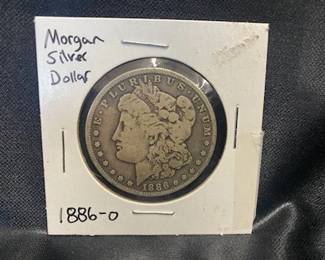 Morgan
Silver
Dollar
E·PLURIBUS·UNUM
1886
1886-o